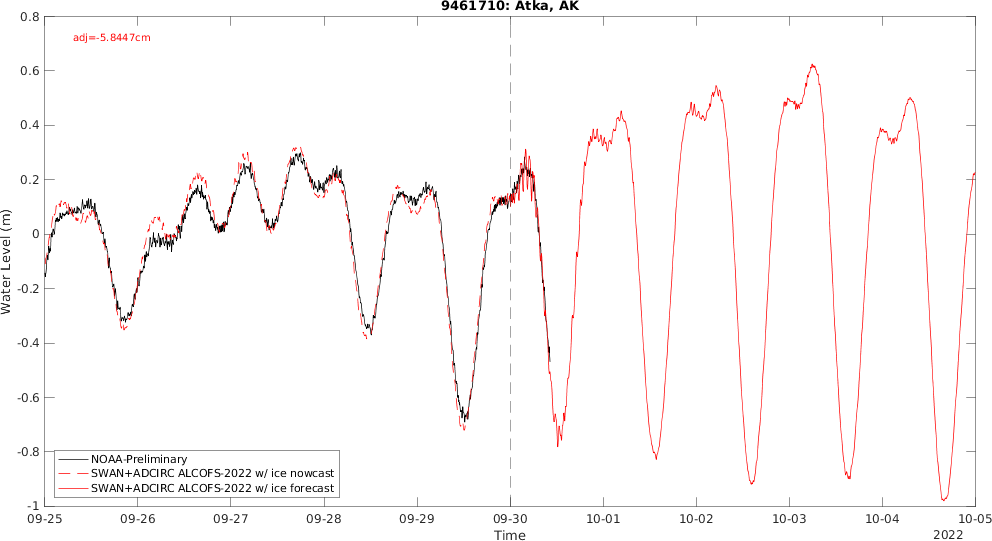 9461710: Atka, AK
adj=-5.8447cm
0.8
0.6
0.4
0.2
0
-0.2
-0.4
-0.6
-0.8
-1
Water Level (m)
NOAA-Preliminary
SWAN+ADCIRC ALCOFS-2022 w/ ice nowcast
SWAN+ADCIRC ALCOFS-2022 w/ ice forecast
09-25 09-26 09-27 09-28 09-29 09-30 10-01 10-02 10-03 10-04 10-05
Time
2022